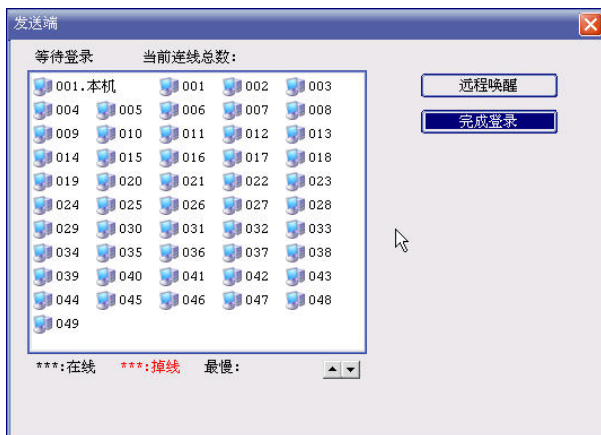 发送端
等待登录 当前连线总数:
001.本机 001 002 003
004 005 006 007 008
009 010 011 012 013
014 015 016 017 018
019 020 021 022 023
024 025 026 027 028
029 030 031 032 033
034 035 036 037 038
039 040 041 042 043
044 045 046 047 048
049
***:在线 ***:掉线 最慢:
远程唤醒
完成登录